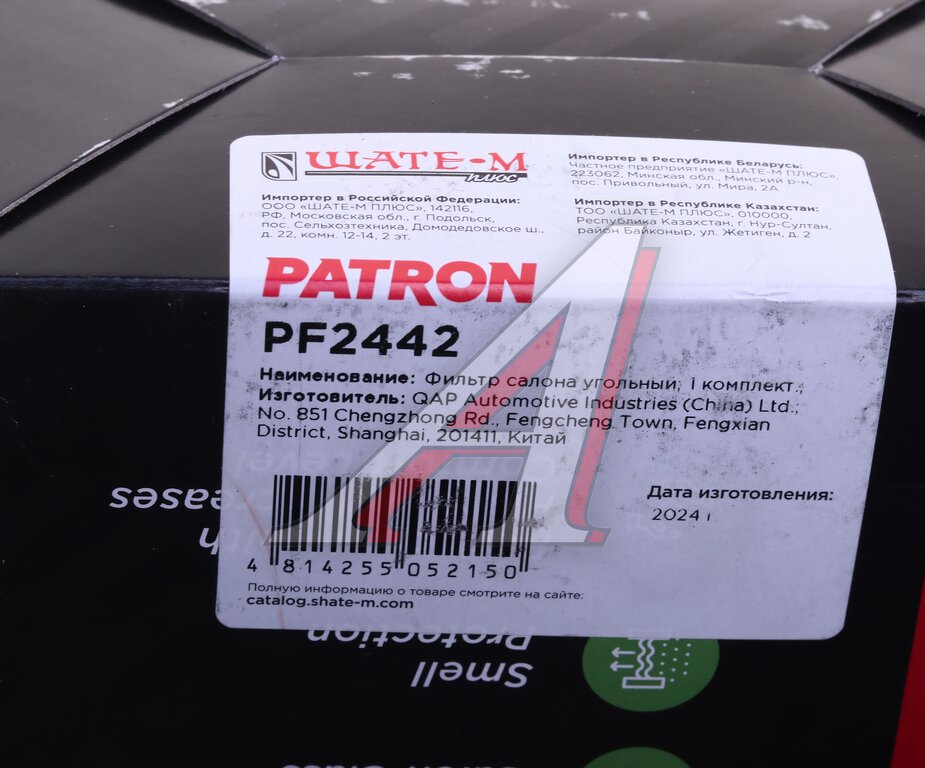 ШАТЕ-М
плюс
Импортер в Российской Федерации:
ООО «ШАТЕ-М ПЛЮС», 142116,
РФ, Московская обл., г. Подольск,
пос. Сельхозтехника, Домодедовское ш.,
д. 22, комн. 12-14, 2 эт.
Импортер в Республике Беларусь:
Частное предприятие «ШАТЕ-М ПЛЮС»,
223062, Минская обл., Минский р-н,
пос. Привольный, ул. Мира, 2А
Импортер в Республике Казахстан:
ТОО «ШАТЕ-М ПЛЮС», 010000,
Республика Казахстан, г. Нур-Султан,
район Байконыр, ул. Жетиген, д. 2
PATRON
PF2442
Наименование: Фильтр салона угольный; 1 комплект.;
Изготовитель: QAP Automotive Industries (China) Ltd.;
No. 851 Chengzhong Rd., Fengcheng Town, Fengxian
District, Shanghai, 201411, Китай
Дата изготовления:
2024 г.
4 814255 052150
Полную информацию о товаре смотрите на сайте:
catalog.shate-m.com
Protection
Smell